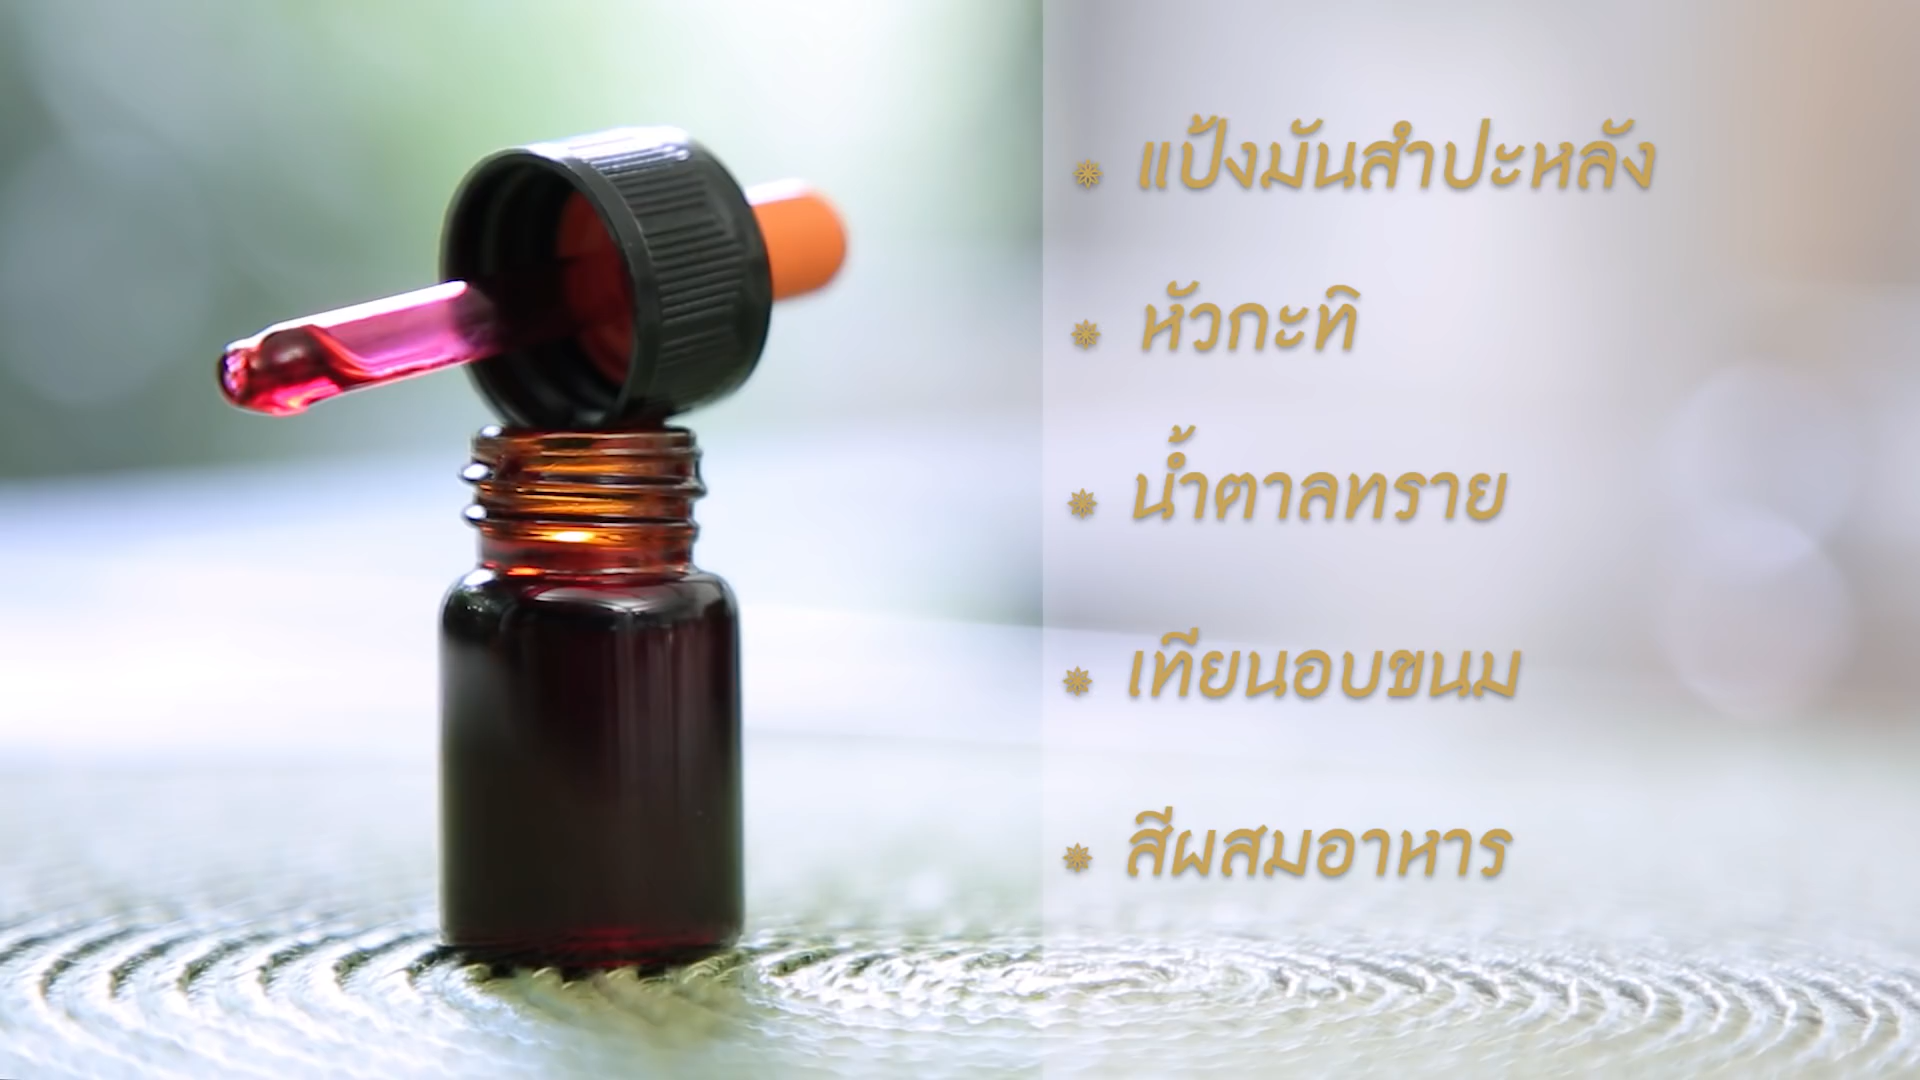 แป้งมันสำปะหลัง
หัวกะทิ
น้ำตาลทราย
เทียนอบขนม
สีผสมอาหาร